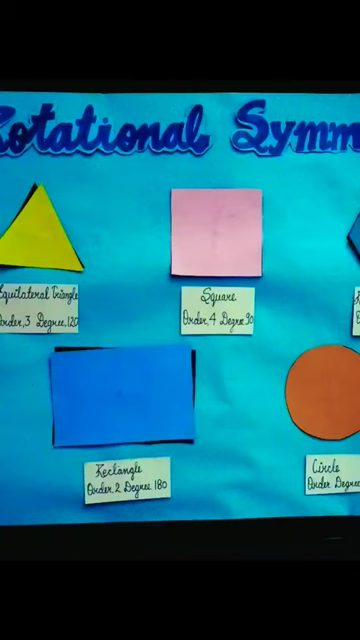 Rotational Symm
Equilateral Triangle
Order, 3 Degree, 120
Square
Order, 4 Degree 90
Rectangle
Order, 2 Degree 180
Circle
Order Degree